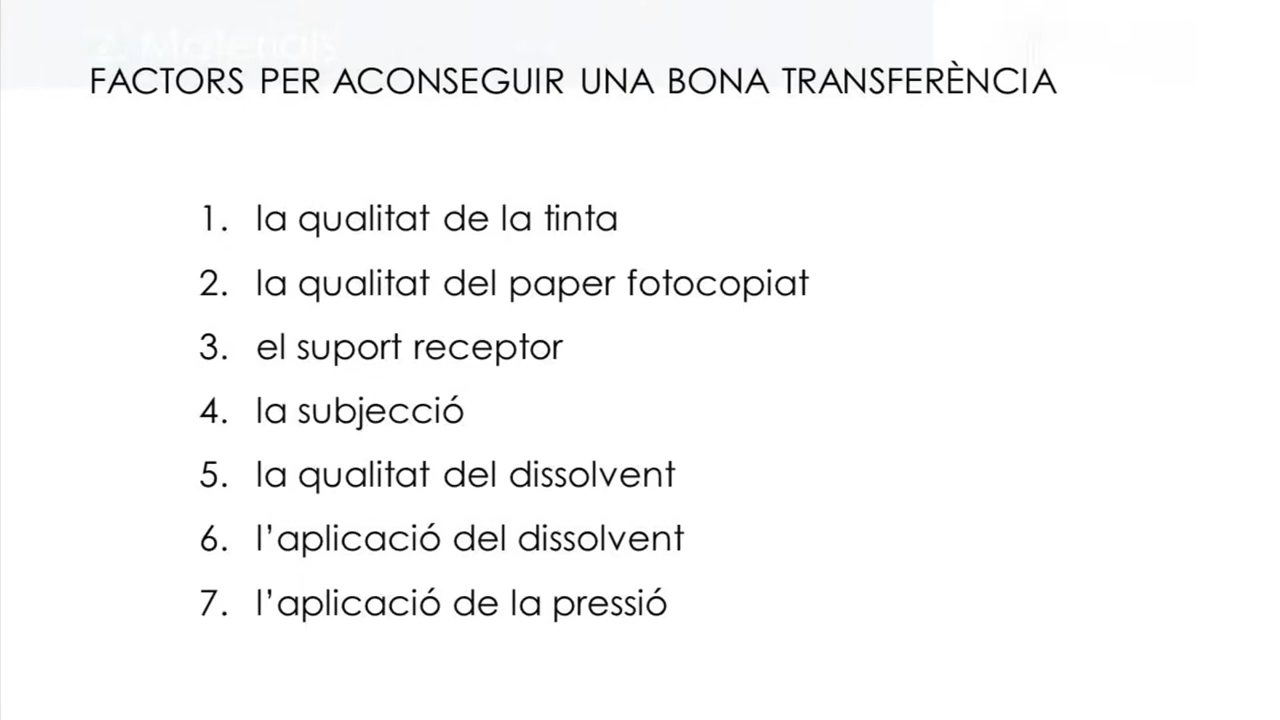 2. Materials
FACTORS PER ACONSEGUIR UNA BONA TRANSFERÈNCIA
1. la qualitat de la tinta
2. la qualitat del paper fotocopiat
3. el suport receptor
4. la subjecció
5. la qualitat del dissolvent
6. l’aplicació del dissolvent
7. l’aplicació de la pressió